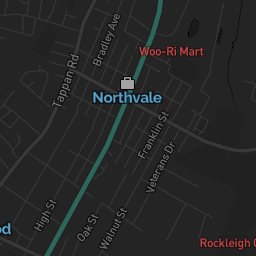 Bradley Ave
Woo-Ri Mart
Tappan Rd
Northvale
Franklin St
Veterans Dr
High St
Oak St
Walnut St
od
Rockleigh